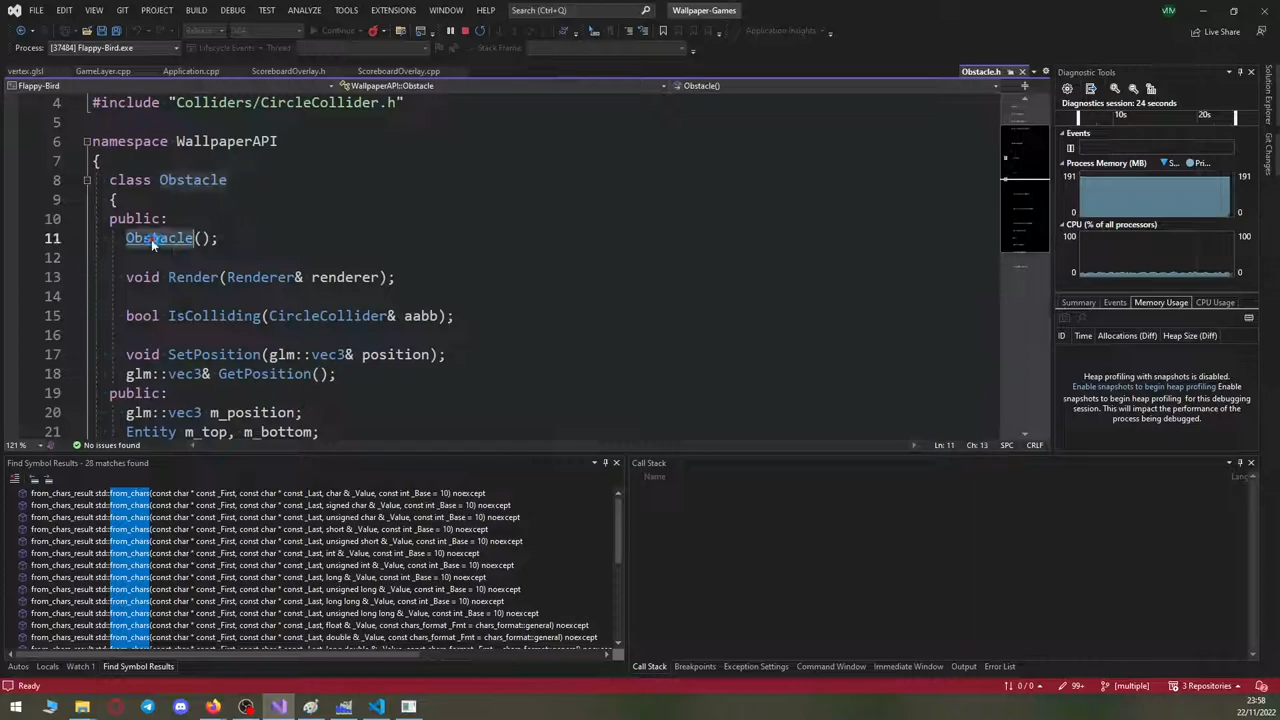 FILE EDIT VIEW GIT PROJECT BUILD DEBUG TEST ANALYZE TOOLS EXTENSIONS WINDOW HELP Search (Ctrl+Q) Wallpaper-Games VM
Continue Application Insights Live Share
Process: [37484] Flappy-Bird.exe Lifecycle Events Thread: Stack Frame:
vertex.glsl GameLayer.cpp Application.cpp ScoreboardOverlay.h ScoreboardOverlay.cpp Obstacle.h
Flappy-Bird WallpaperAPI::Obstacle Obstacle()
4 #include "Colliders/CircleCollider.h"
5
6 namespace WallpaperAPI
7 {
8 class Obstacle
9 {
10 public:
11 Obstacle();
12
13 void Render(Renderer& renderer);
14
15 bool IsColliding(CircleCollider& aabb);
16
17 void SetPosition(glm::vec3& position);
18 glm::vec3& GetPosition();
19 public:
20 glm::vec3 m_position;
21 Entity m_top, m_bottom;
121 % No issues found Ln: 11 Ch: 13 SPC CRLF
Diagnostic Tools
Diagnostics session: 24 seconds
10s 20s
Events
Process Memory (MB) S... Pri...
191 191
0 0
CPU (% of all processors)
100 100
0 0
Summary Events Memory Usage CPU Usage
ID Time Allocations (Diff) Heap Size (Diff)
Heap profiling with snapshots is disabled.
Enable snapshots to begin heap profiling Enable
snapshots to begin heap profiling for this debugging
session. This will impact the performance of the
process being debugged.
Solution Explorer
Git Changes
Find Symbol Results - 28 matches found
from_chars_result std::from_chars(const char * const _First, const char * const _Last, char & _Value, const int _Base = 10) noexcept
from_chars_result std::from_chars(const char * const _First, const char * const _Last, signed char & _Value, const int _Base = 10) noexcept
from_chars_result std::from_chars(const char * const _First, const char * const _Last, unsigned char & _Value, const int _Base = 10) noexcept
from_chars_result std::from_chars(const char * const _First, const char * const _Last, short & _Value, const int _Base = 10) noexcept
from_chars_result std::from_chars(const char * const _First, const char * const _Last, unsigned short & _Value, const int _Base = 10) noexcept
from_chars_result std::from_chars(const char * const _First, const char * const _Last, int & _Value, const int _Base = 10) noexcept
from_chars_result std::from_chars(const char * const _First, const char * const _Last, unsigned int & _Value, const int _Base = 10) noexcept
from_chars_result std::from_chars(const char * const _First, const char * const _Last, long & _Value, const int _Base = 10) noexcept
from_chars_result std::from_chars(const char * const _First, const char * const _Last, unsigned long & _Value, const int _Base = 10) noexcept
from_chars_result std::from_chars(const char * const _First, const char * const _Last, long long & _Value, const int _Base = 10) noexcept
from_chars_result std::from_chars(const char * const _First, const char * const _Last, unsigned long long & _Value, const int _Base = 10) noexcept
from_chars_result std::from_chars(const char * const _First, const char * const _Last, float & _Value, const chars_format _Fmt = chars_format::general) noexcept
from_chars_result std::from_chars(const char * const _First, const char * const _Last, double & _Value, const chars_format _Fmt = chars_format::general) noexcept
Call Stack
Name Lang
Autos Locals Watch 1 Find Symbol Results
Call Stack Breakpoints Exception Settings Command Window Immediate Window Output Error List
Ready 0 / 0 99+ [multiple] 3 Repositories 2
23:58
22/11/2022